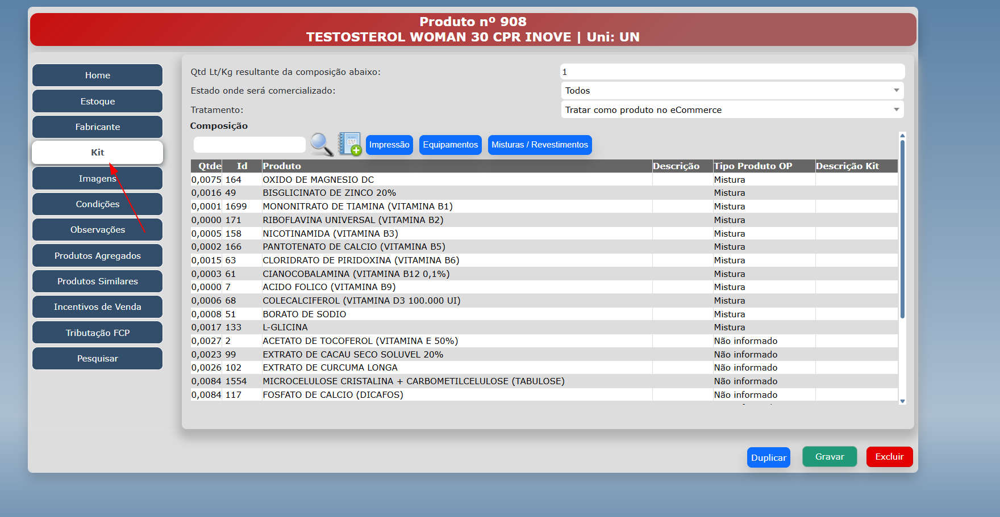 Produto nº 908
TESTOSTEROL WOMAN 30 CPR INOVE | Uni: UN
Home
Estoque
Fabricante
Kit
Imagens
Condições
Observações
Produtos Agregados
Produtos Similares
Incentivos de Venda
Tributação FCP
Pesquisar
Qtd Lt/Kg resultante da composição abaixo: 1
Estado onde será comercializado: Todos
Tratamento: Tratar como produto no eCommerce
Composição
Impressão Equipamentos Misturas / Revestimentos
Qtde Id Produto Descrição Tipo Produto OP Descrição Kit
0,0075 164 OXIDO DE MAGNESIO DC Mistura
0,0016 49 BISGLICINATO DE ZINCO 20% Mistura
0,0001 1699 MONONITRATO DE TIAMINA (VITAMINA B1) Mistura
0,0000 171 RIBOFLAVINA UNIVERSAL (VITAMINA B2) Mistura
0,0005 158 NICOTINAMIDA (VITAMINA B3) Mistura
0,0002 166 PANTOTENATO DE CALCIO (VITAMINA B5) Mistura
0,0015 63 CLORIDRATO DE PIRIDOXINA (VITAMINA B6) Mistura
0,0003 61 CIANOCOBALAMINA (VITAMINA B12 0,1%) Mistura
0,0000 7 ACIDO FOLICO (VITAMINA B9) Mistura
0,0006 68 COLECALCIFEROL (VITAMINA D3 100.000 UI) Mistura
0,0008 51 BORATO DE SODIO Mistura
0,0017 133 L-GLICINA Mistura
0,0027 2 ACETATO DE TOCOFEROL (VITAMINA E 50%) Não informado
0,0023 99 EXTRATO DE CACAU SECO SOLUVEL 20% Não informado
0,0026 102 EXTRATO DE CURCUMA LONGA Não informado
0,0084 1554 MICROCELULOSE CRISTALINA + CARBOMETILCELULOSE (TABULOSE) Não informado
0,0084 117 FOSFATO DE CALCIO (DICAFOS) Não informado
Duplicar Gravar Excluir